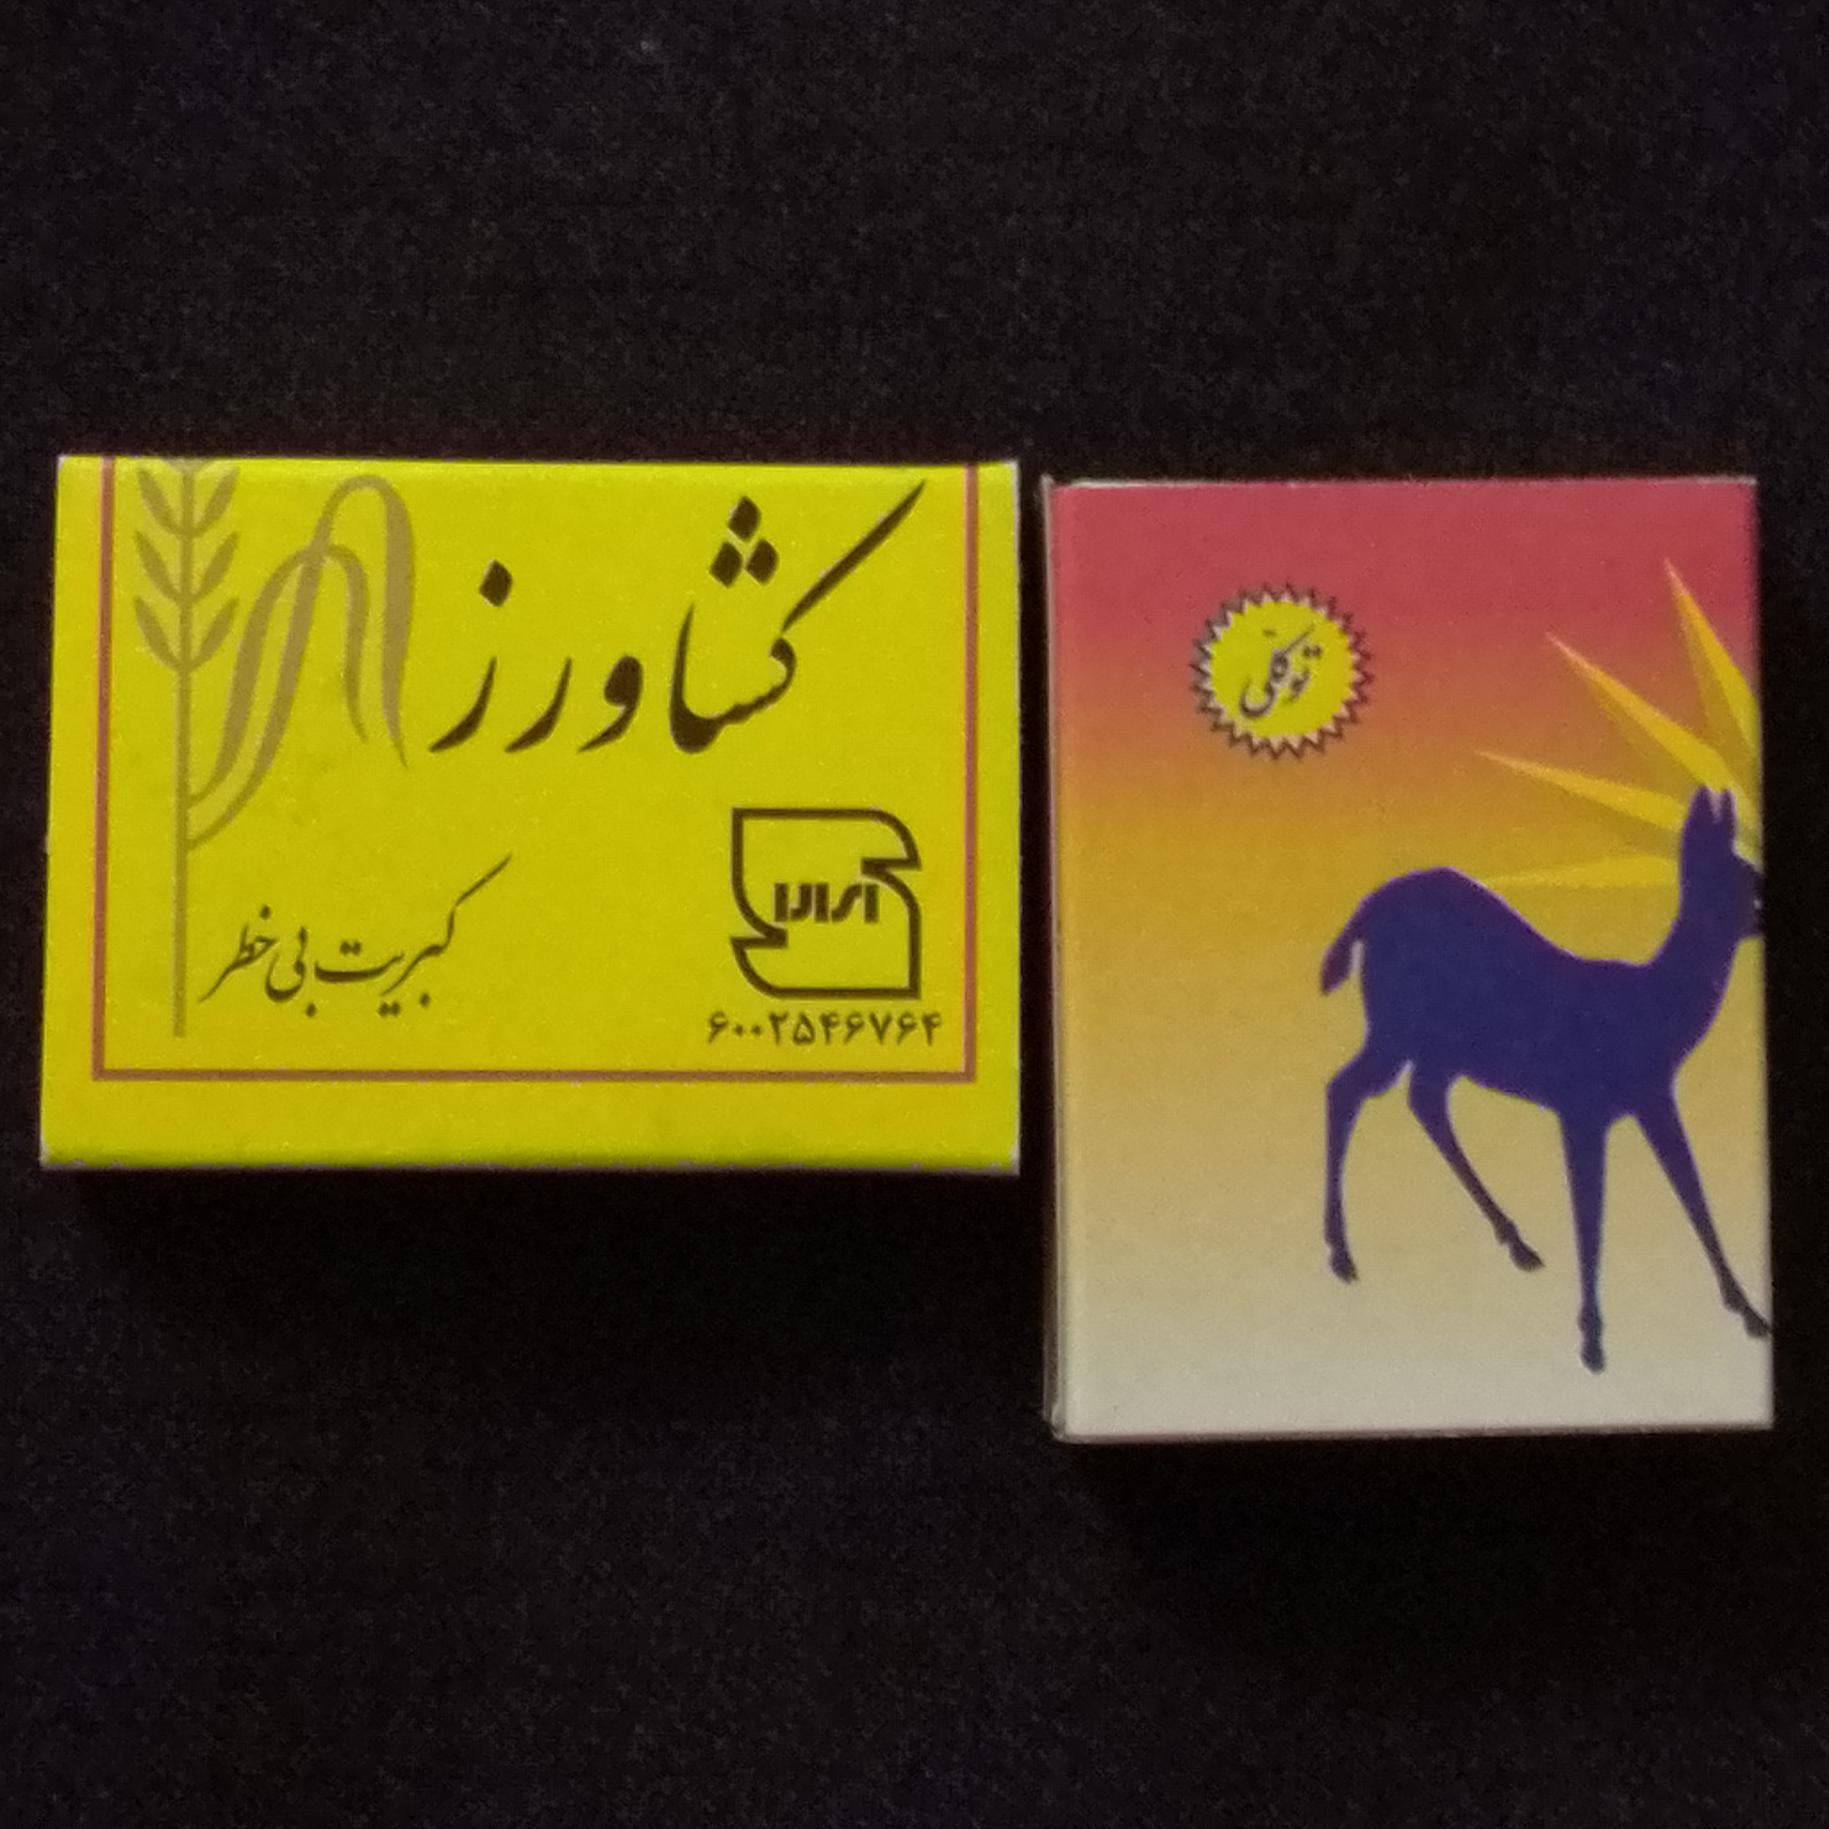 کشاورز
ایران
کبریت بی خطر
۶۰۰۲۵۴۶۷۶۴
توکلی